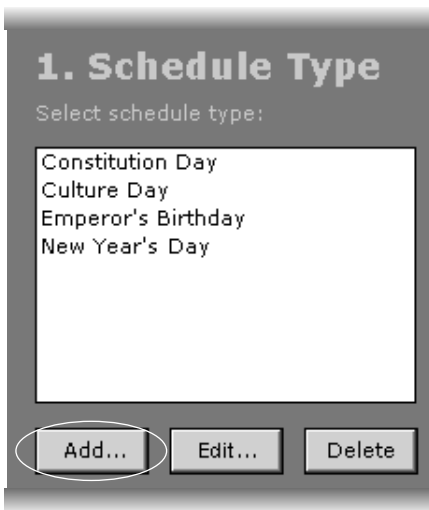 1. Schedule Type
Select schedule type:
Constitution Day
Culture Day
Emperor's Birthday
New Year's Day
Add... Edit... Delete